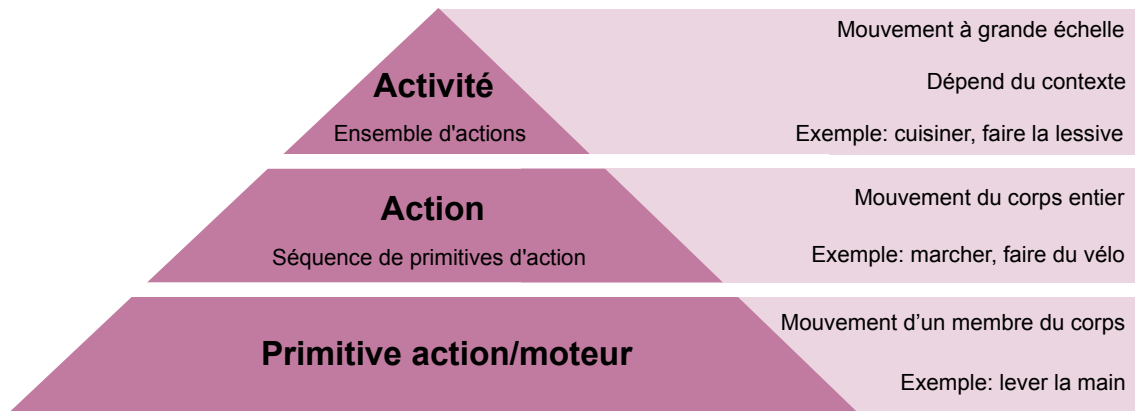 Mouvement à grande échelle
Activité
Dépend du contexte
Ensemble d'actions
Exemple: cuisiner, faire la lessive
Action
Mouvement du corps entier
Séquence de primitives d'action
Exemple: marcher, faire du vélo
Primitive action/moteur
Mouvement d’un membre du corps
Exemple: lever la main